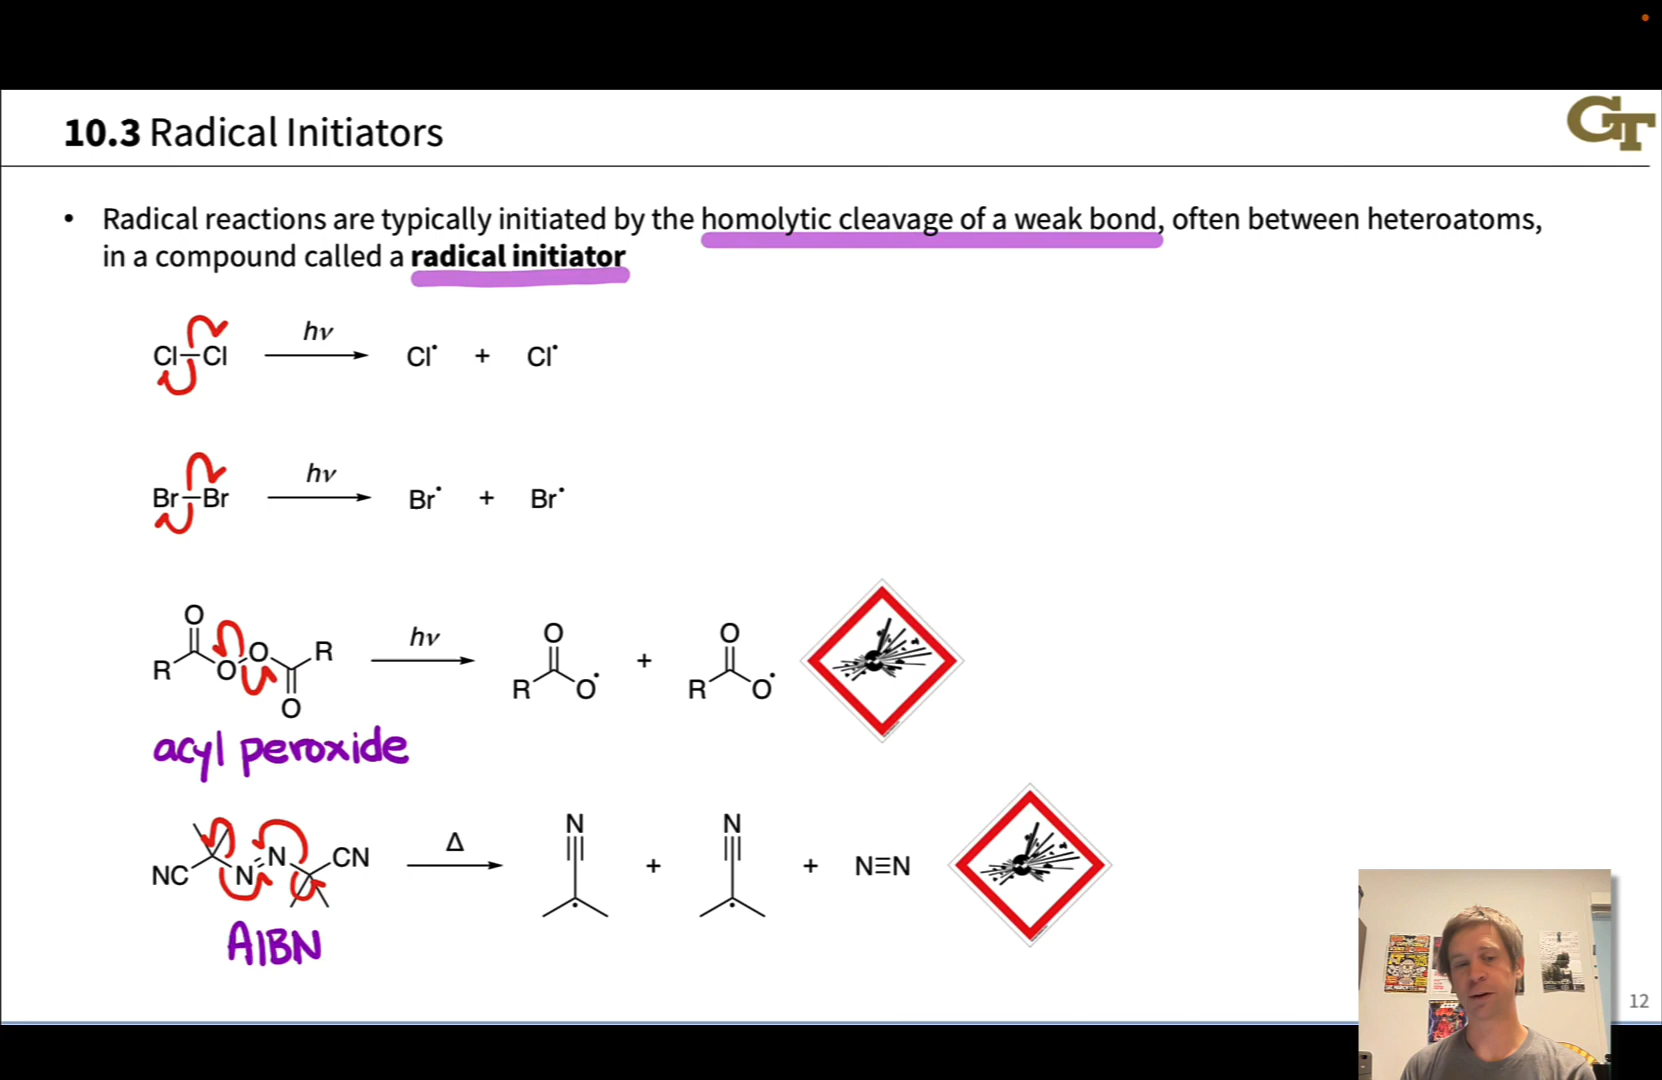 10.3 Radical Initiators
GT
• Radical reactions are typically initiated by the homolytic cleavage of a weak bond, often between heteroatoms,
in a compound called a radical initiator
Cl–Cl hν Cl• + Cl•
Br–Br hν Br• + Br•
O O O
R O O R hν R O• + R O•
O
acyl peroxide
N N
NC N=N CN Δ + + N≡N
AIBN
12